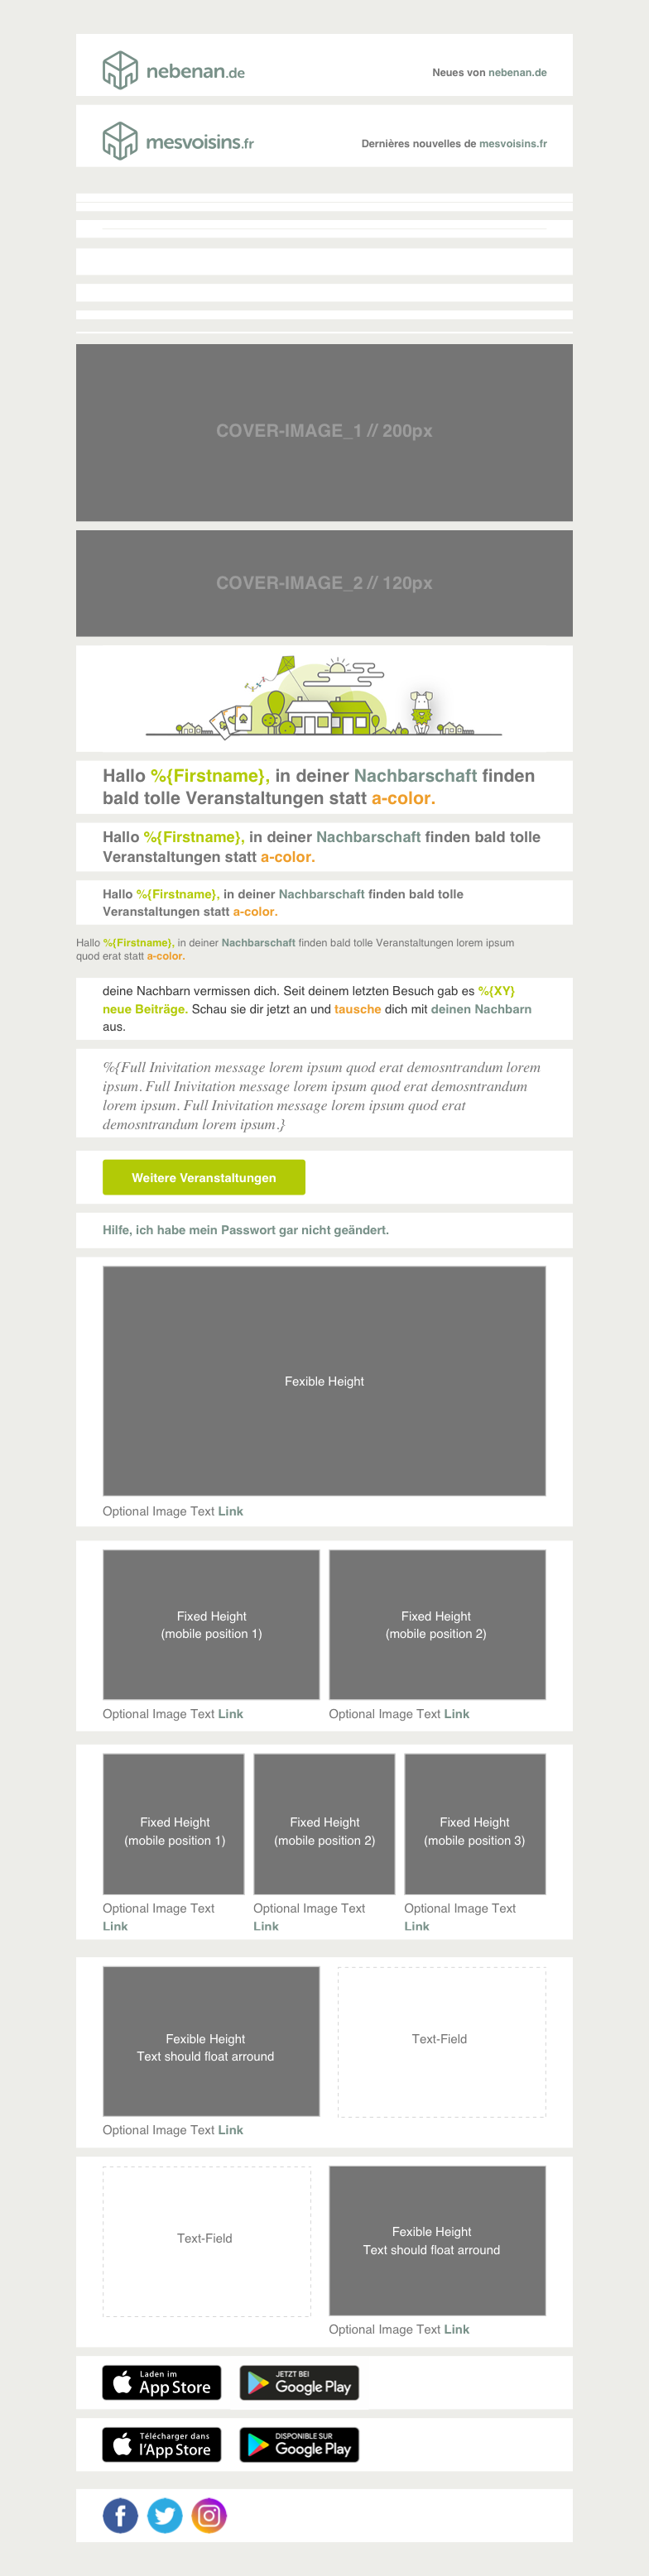 nebenan.de
Neues von nebenan.de
mesvoisins.fr
Dernières nouvelles de mesvoisins.fr
COVER-IMAGE_1 // 200px
COVER-IMAGE_2 // 120px
Hallo %{Firstname}, in deiner Nachbarschaft finden
bald tolle Veranstaltungen statt a-color.
Hallo %{Firstname}, in deiner Nachbarschaft finden bald tolle
Veranstaltungen statt a-color.
Hallo %{Firstname}, in deiner Nachbarschaft finden bald tolle
Veranstaltungen statt a-color.
Hallo %{Firstname}, in deiner Nachbarschaft finden bald tolle Veranstaltungen lorem ipsum
quod erat statt a-color.
deine Nachbarn vermissen dich. Seit deinem letzten Besuch gab es %{XY}
neue Beiträge. Schau sie dir jetzt an und tausche dich mit deinen Nachbarn
aus.
%{Full Inivitation message lorem ipsum quod erat demosntrandum lorem
ipsum. Full Inivitation message lorem ipsum quod erat demosntrandum
lorem ipsum. Full Inivitation message lorem ipsum quod erat
demosntrandum lorem ipsum.}
Weitere Veranstaltungen
Hilfe, ich habe mein Passwort gar nicht geändert.
Fexible Height
Optional Image Text Link
Fixed Height
(mobile position 1)
Fixed Height
(mobile position 2)
Optional Image Text Link
Optional Image Text Link
Fixed Height
(mobile position 1)
Fixed Height
(mobile position 2)
Fixed Height
(mobile position 3)
Optional Image Text
Link
Optional Image Text
Link
Optional Image Text
Link
Fexible Height
Text should float arround
Text-Field
Optional Image Text Link
Text-Field
Fexible Height
Text should float arround
Optional Image Text Link
Laden im
App Store
JETZT BEI
Google Play
Télécharger dans
l'App Store
DISPONIBLE SUR
Google Play